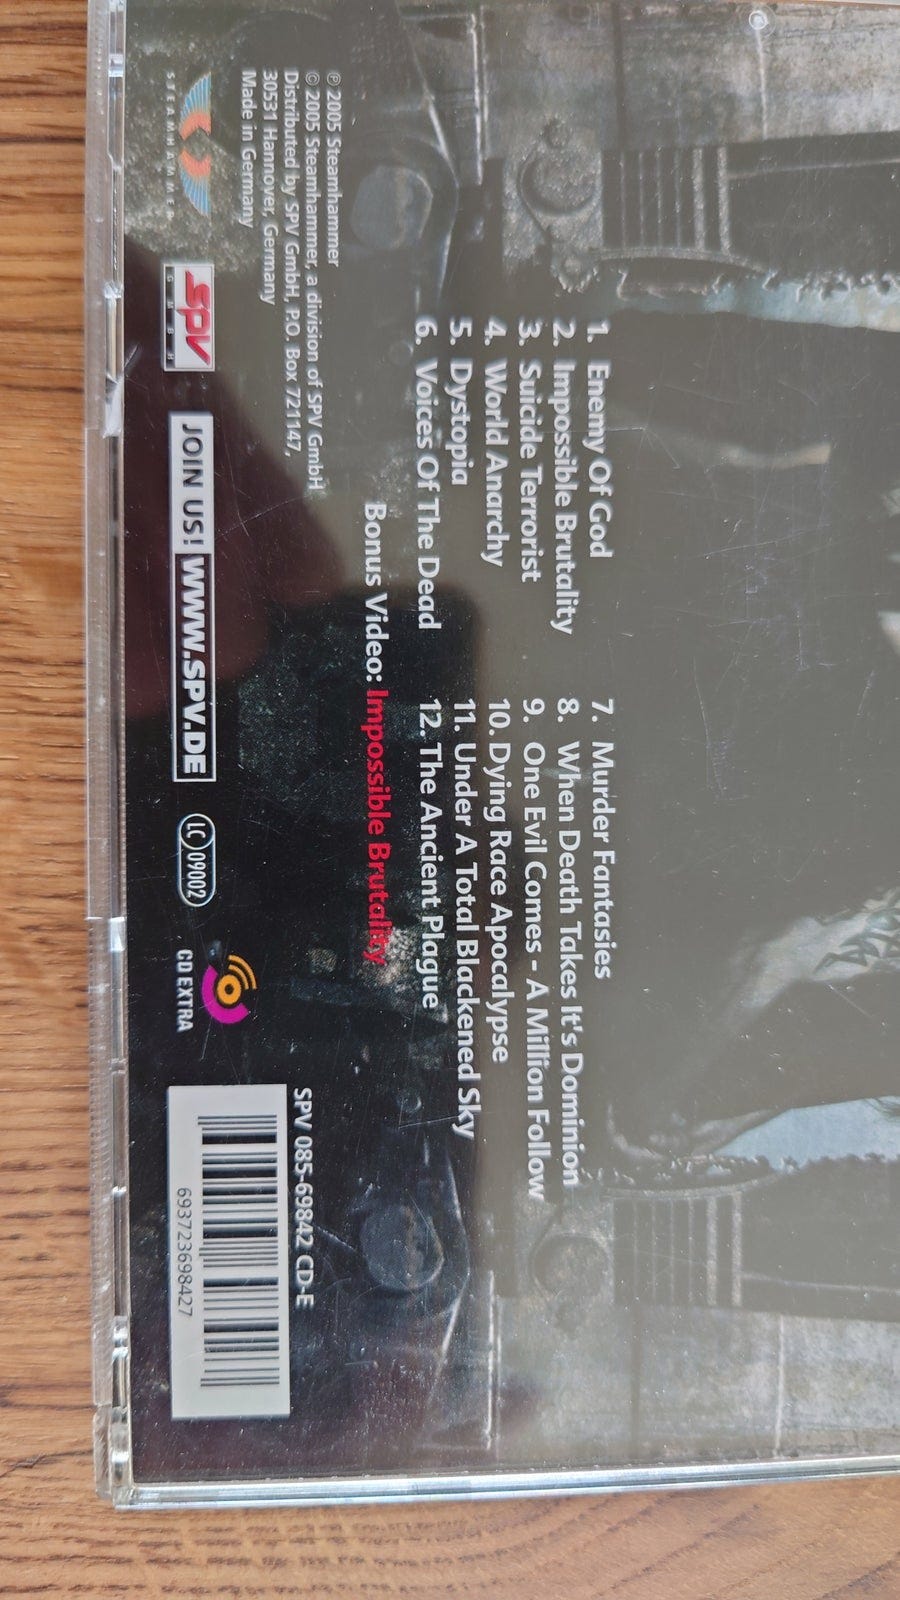 1. Enemy Of God
2. Impossible Brutality
3. Suicide Terrorist
4. World Anarchy
5. Dystopia
6. Voices Of The Dead
7. Murder Fantasies
8. When Death Takes It's Dominion
9. One Evil Comes - A Million Follow
10. Dying Race Apocalypse
11. Under A Total Blackened Sky
12. The Ancient Plague
Bonus Video: Impossible Brutality
℗ 2005 Steamhammer
© 2005 Steamhammer, a division of SPV GmbH
Distributed by SPV GmbH, P.O. Box 721147,
30531 Hannover, Germany
Made in Germany
STEAMHAMMER
SPV
GMBH
JOIN US! WWW.SPV.DE
LC 09002
CD EXTRA
SPV 085-69842 CD-E
693723698427